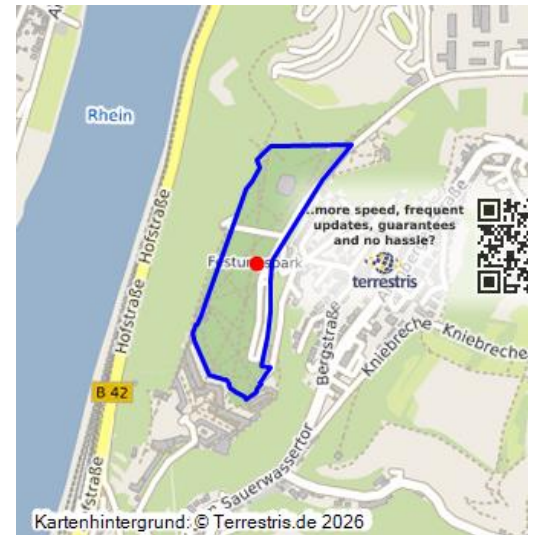 Rhein
Hofstraße
Hofstraße
...more speed, frequent
updates, guarantees
and no hassle?
terrestris
Festungspark
Bergstraße
Kniebreche
Kniebreche
B 42
Sauerwassertor
Kartenhintergrund: © Terrestris.de 2026